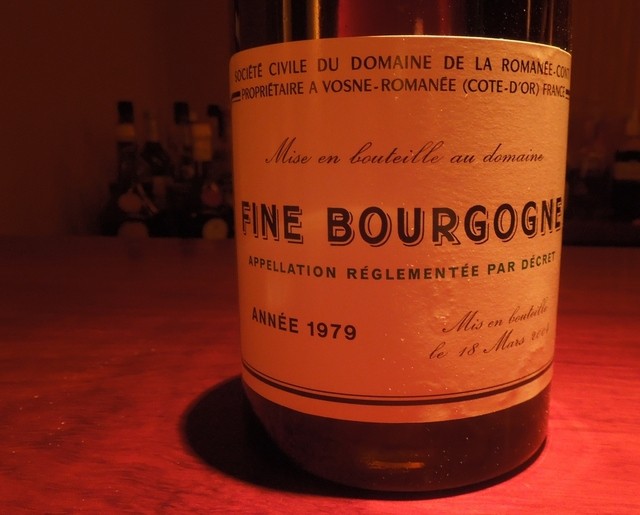 SOCIÉTÉ CIVILE DU DOMAINE DE LA ROMANÉE-CONTI
PROPRIÉTAIRE A VOSNE-ROMANÉE (COTE-D'OR) FRANCE
Mise en bouteille au domaine
FINE BOURGOGNE
APPELLATION RÉGLEMENTÉE PAR DÉCRET
ANNÉE 1979
Mis en bouteille
le 18 Mars